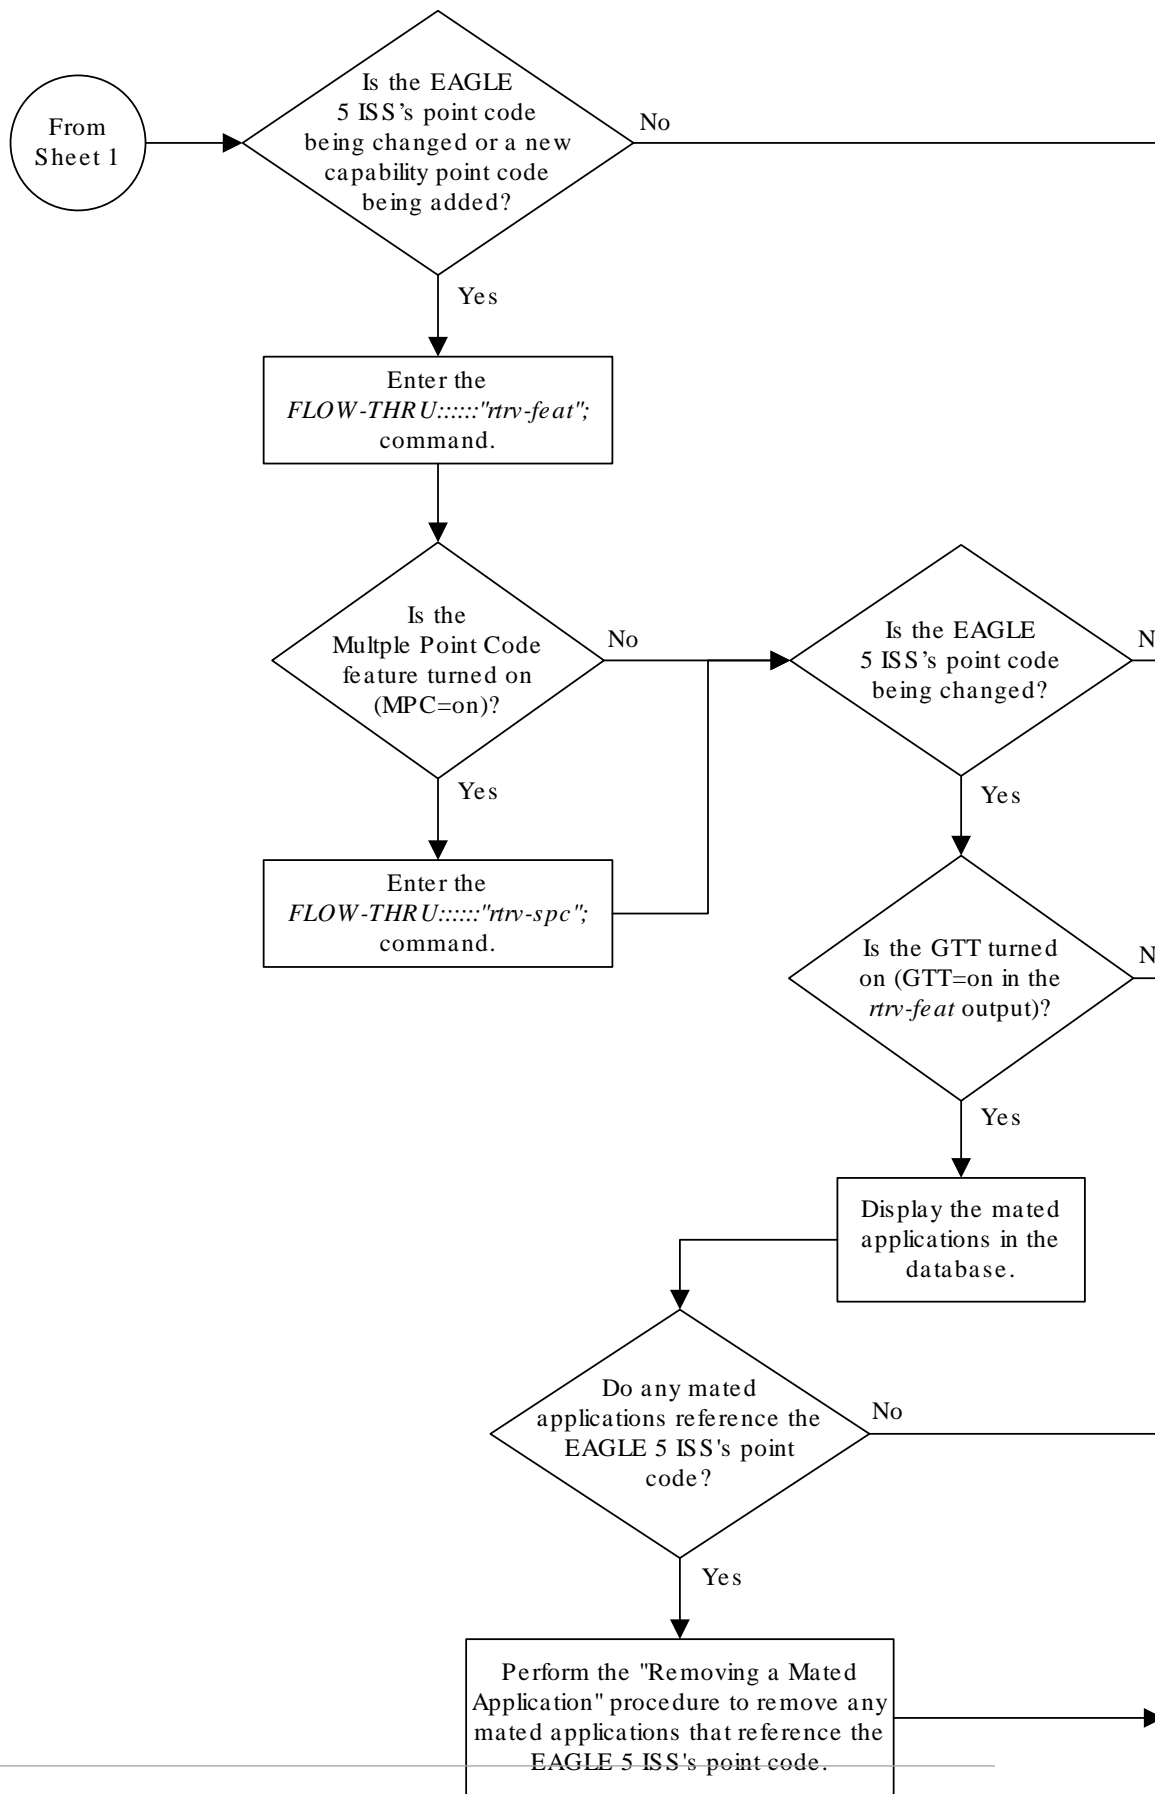 From
Sheet 1
Is the EAGLE
5 ISS’s point code
being changed or a new
capability point code
being added?
No
Yes
Enter the
FLOW-THRU::::::"rtrv-feat";
command.
Is the
Multple Point Code
feature turned on
(MPC=on)?
No
Yes
Enter the
FLOW-THRU::::::"rtrv-spc";
command.
Is the EAGLE
5 ISS’s point code
being changed?
N
Yes
Is the GTT turned
on (GTT=on in the
rtrv-feat output)?
N
Yes
Display the mated
applications in the
database.
Do any mated
applications reference the
EAGLE 5 ISS's point
code?
No
Yes
Perform the "Removing a Mated
Application" procedure to remove any
mated applications that reference the
EAGLE 5 ISS's point code.